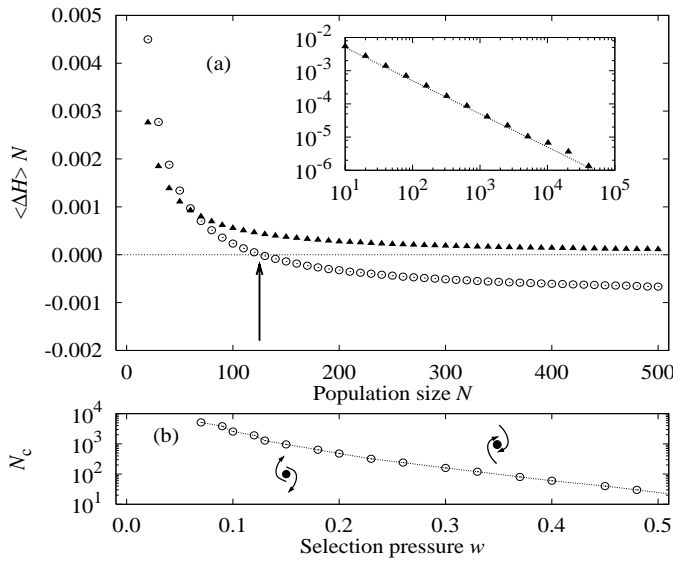 0.005
0.004
0.003
0.002
0.001
0.000
-0.001
-0.002
<ΔH> N
(a)
10^-2
10^-3
10^-4
10^-5
10^-6
10^1 10^2 10^3 10^4 10^5
0 100 200 300 400 500
Population size N
10^4
10^3
10^2
10^1
N_c
(b)
0.0 0.1 0.2 0.3 0.4 0.5
Selection pressure w